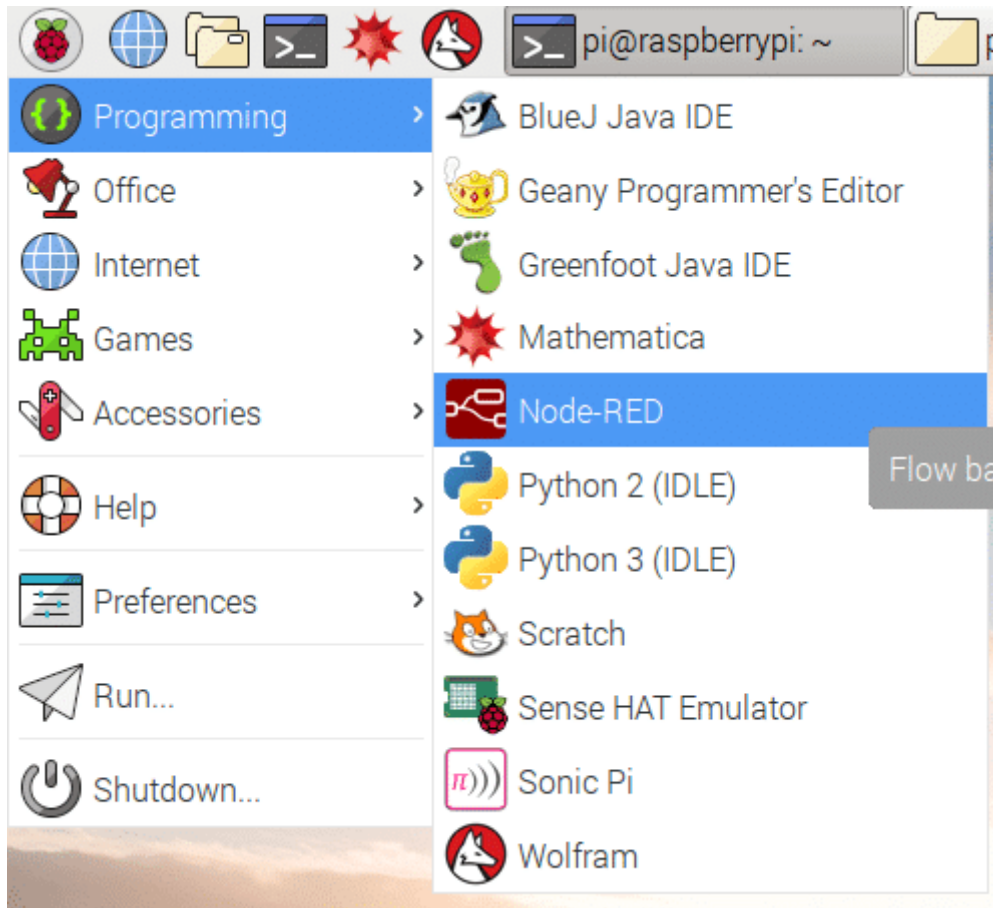 pi@raspberrypi: ~
Programming
Office
Internet
Games
Accessories
Help
Preferences
Run...
Shutdown...
BlueJ Java IDE
Geany Programmer's Editor
Greenfoot Java IDE
Mathematica
Node-RED
Flow ba
Python 2 (IDLE)
Python 3 (IDLE)
Scratch
Sense HAT Emulator
Sonic Pi
Wolfram